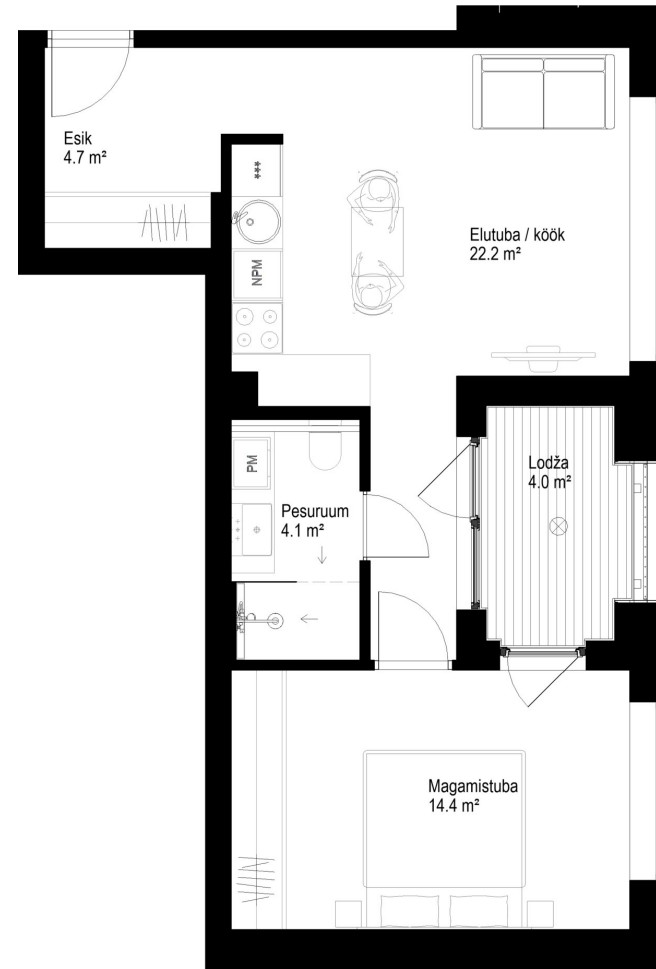 Esik
4.7 m²
***
NPM
Elutuba / köök
22.2 m²
PM
Pesuruum
4.1 m²
Lodža
4.0 m²
Magamistuba
14.4 m²